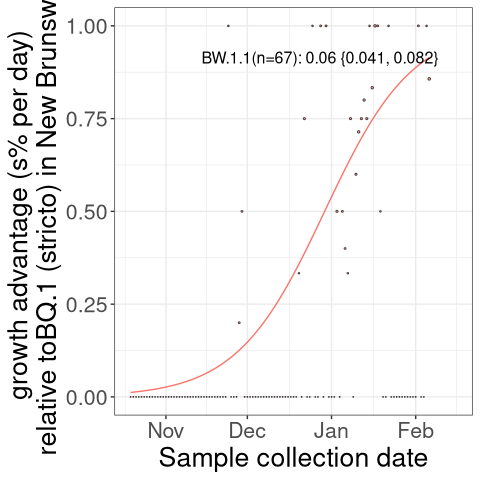 growth advantage (s% per day)
relative toBQ.1 (stricto) in New Brunsw
1.00
0.75
0.50
0.25
0.00
BW.1.1(n=67): 0.06 {0.041, 0.082}
Nov Dec Jan Feb
Sample collection date